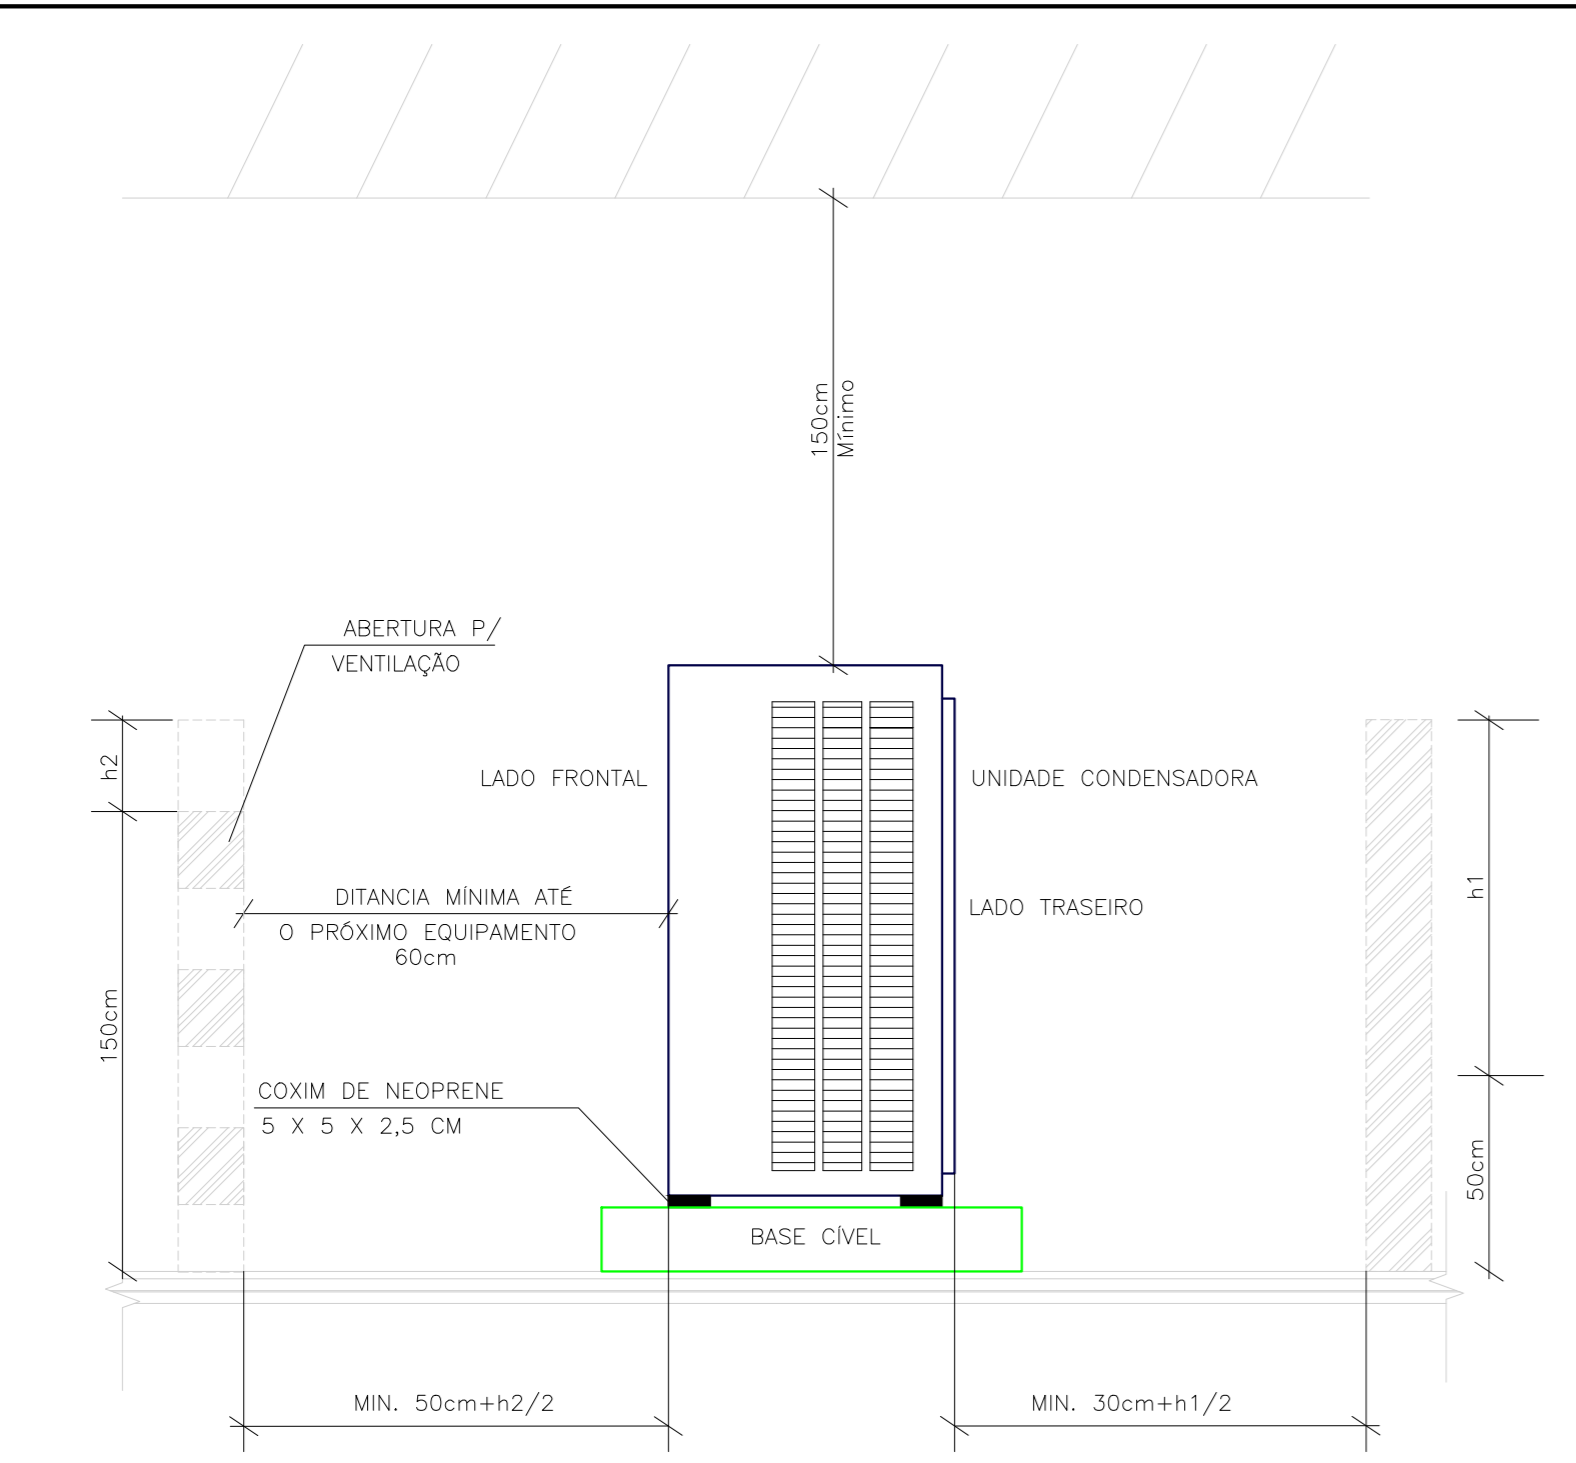 150cm
Mínimo
ABERTURA P/
VENTILAÇÃO
h2
LADO FRONTAL
UNIDADE CONDENSADORA
h1
DITANCIA MÍNIMA ATÉ
O PRÓXIMO EQUIPAMENTO
60cm
LADO TRASEIRO
150cm
COXIM DE NEOPRENE
5 X 5 X 2,5 CM
50cm
BASE CÍVEL
MIN. 50cm+h2/2
MIN. 30cm+h1/2